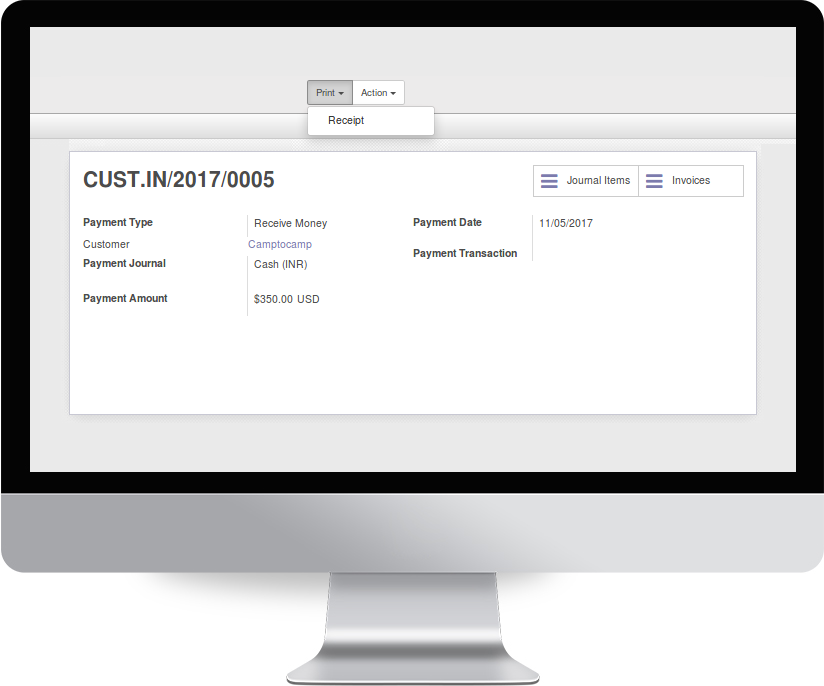 Print Action
Receipt
CUST.IN/2017/0005
Journal Items Invoices
Payment Type Receive Money Payment Date 11/05/2017
Customer Camptocamp
Payment Journal Cash (INR) Payment Transaction
Payment Amount $350.00 USD